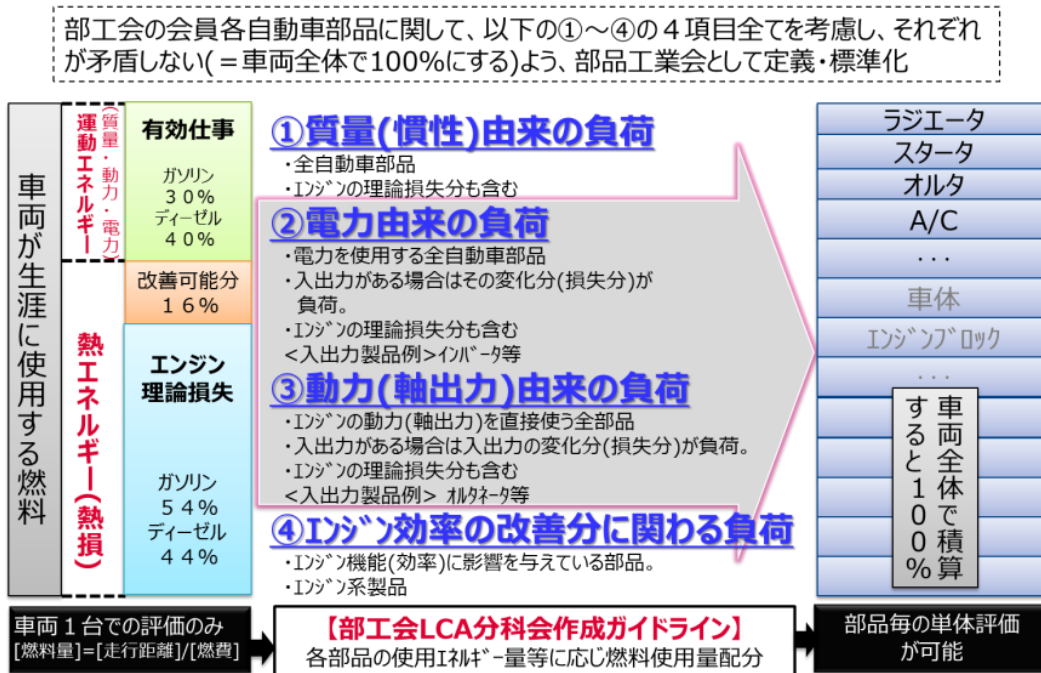 部工会の会員各自動車部品に関して、以下の①～④の４項目全てを考慮し、それぞれ
が矛盾しない(＝車両全体で100%にする)よう、部品工業会として定義・標準化
車両が生涯に使用する燃料
運動エネルギー
(質量・動力・電力)
熱エネルギー(熱損)
有効仕事
ガソリン
３０％
ディーゼル
４０％
改善可能分
１６％
エンジン
理論損失
ガソリン
５４％
ディーゼル
４４％
①質量(慣性)由来の負荷
・全自動車部品
・ｴﾝｼﾞﾝの理論損失分も含む
②電力由来の負荷
・電力を使用する全自動車部品
・入出力がある場合はその変化分(損失分)が
負荷。
・ｴﾝｼﾞﾝの理論損失分も含む
<入出力製品例>ｲﾝﾊﾞｰﾀ等
③動力(軸出力)由来の負荷
・ｴﾝｼﾞﾝの動力(軸出力)を直接使う全部品
・入出力がある場合は入出力の変化分(損失分)が負荷。
・ｴﾝｼﾞﾝの理論損失分も含む
<入出力製品例> ｵﾙﾀﾈｰﾀ等
④ｴﾝｼﾞﾝ効率の改善分に関わる負荷
・ｴﾝｼﾞﾝ機能(効率)に影響を与えている部品。
・ｴﾝｼﾞﾝ系製品
ラジエータ
スタータ
オルタ
A/C
・・・
車体
ｴﾝｼﾞﾝﾌﾞﾛｯｸ
・・・
車両全体で積算
すると１００％
車両１台での評価のみ
[燃料量]=[走行距離]/[燃費]
【部工会LCA分科会作成ガイドライン】
各部品の使用ｴﾈﾙｷﾞｰ量等に応じ燃料使用量配分
部品毎の単体評価
が可能